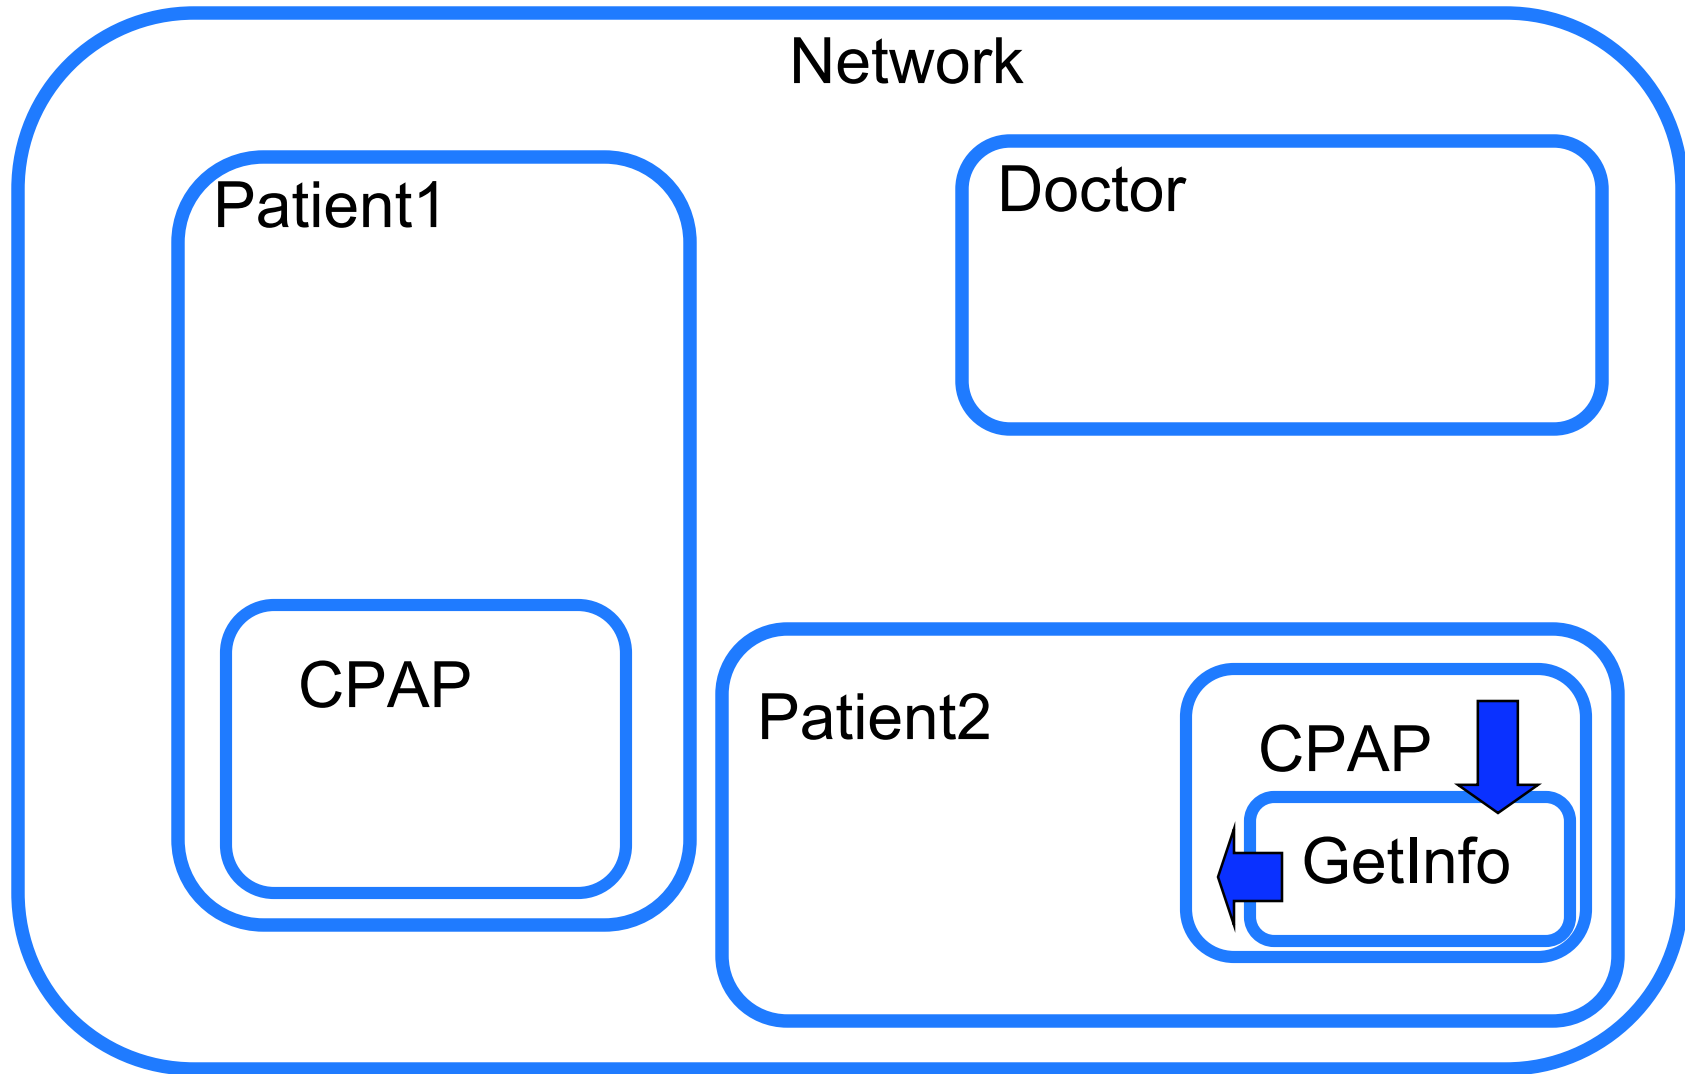 Network
Patient1
Doctor
CPAP
Patient2
CPAP
GetInfo